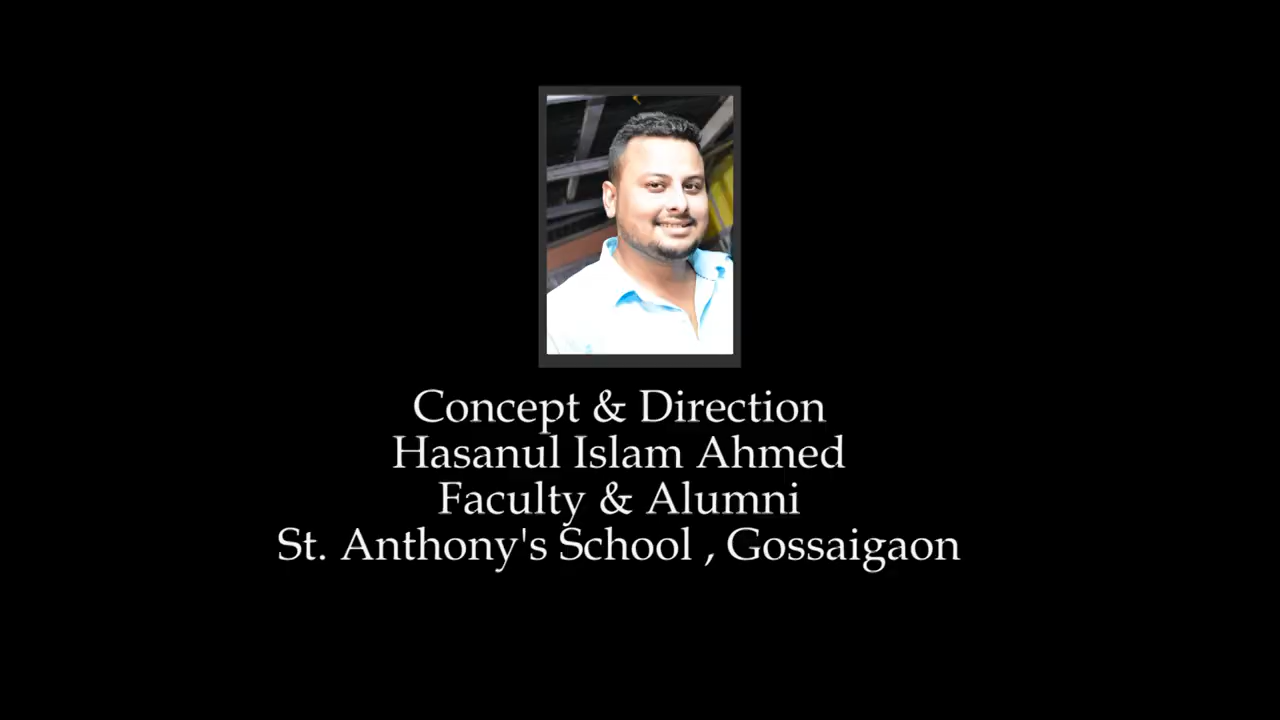 Concept & Direction
Hasanul Islam Ahmed
Faculty & Alumni
St. Anthony's School , Gossaigaon